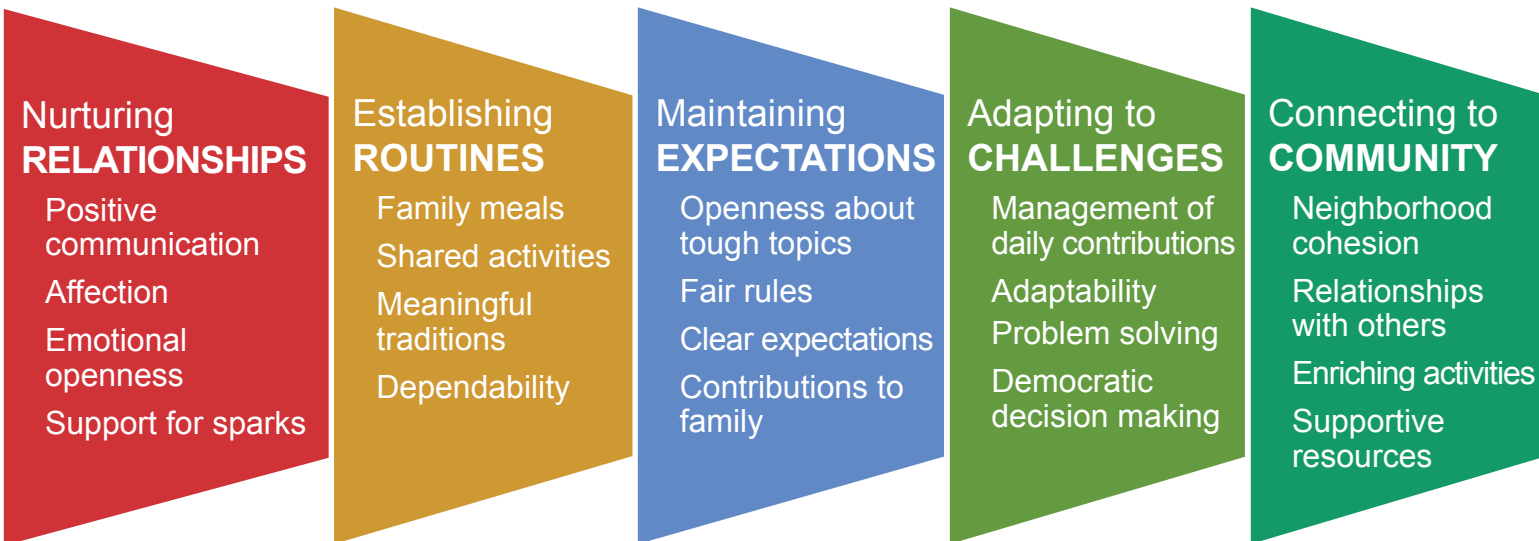 Nurturing
RELATIONSHIPS
Positive
communication
Affection
Emotional
openness
Support for sparks
Establishing
ROUTINES
Family meals
Shared activities
Meaningful
traditions
Dependability
Maintaining
EXPECTATIONS
Openness about
tough topics
Fair rules
Clear expectations
Contributions to
family
Adapting to
CHALLENGES
Management of
daily contributions
Adaptability
Problem solving
Democratic
decision making
Connecting to
COMMUNITY
Neighborhood
cohesion
Relationships
with others
Enriching activities
Supportive
resources